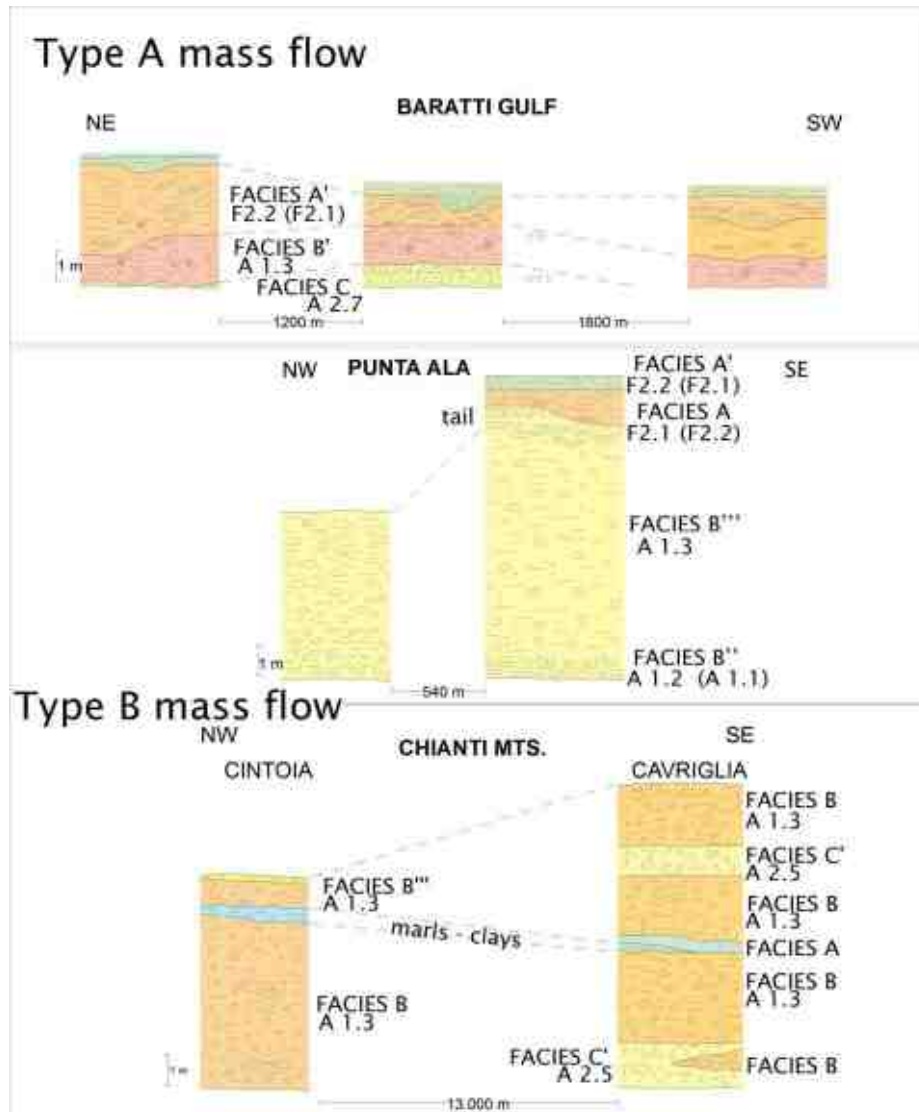 Type A mass flow
BARATTI GULF
NE
SW
FACIES A'
F2.2 (F2.1)
FACIES B'
A 1.3
FACIES C
A 2.7
1 m
1200 m
1800 m
NW
PUNTA ALA
SE
FACIES A'
F2.2 (F2.1)
tail
FACIES A
F2.1 (F2.2)
FACIES B'''
A 1.3
FACIES B''
A 1.2 (A 1.1)
1 m
540 m
Type B mass flow
NW
CHIANTI MTS.
SE
CINTOIA
CAVRIGLIA
FACIES B
A 1.3
FACIES C'
A 2.5
FACIES B'''
A 1.3
FACIES B
A 1.3
marls - clays
FACIES A
FACIES B
A 1.3
FACIES B
A 1.3
FACIES C'
A 2.5
FACIES B
1 m
13.000 m